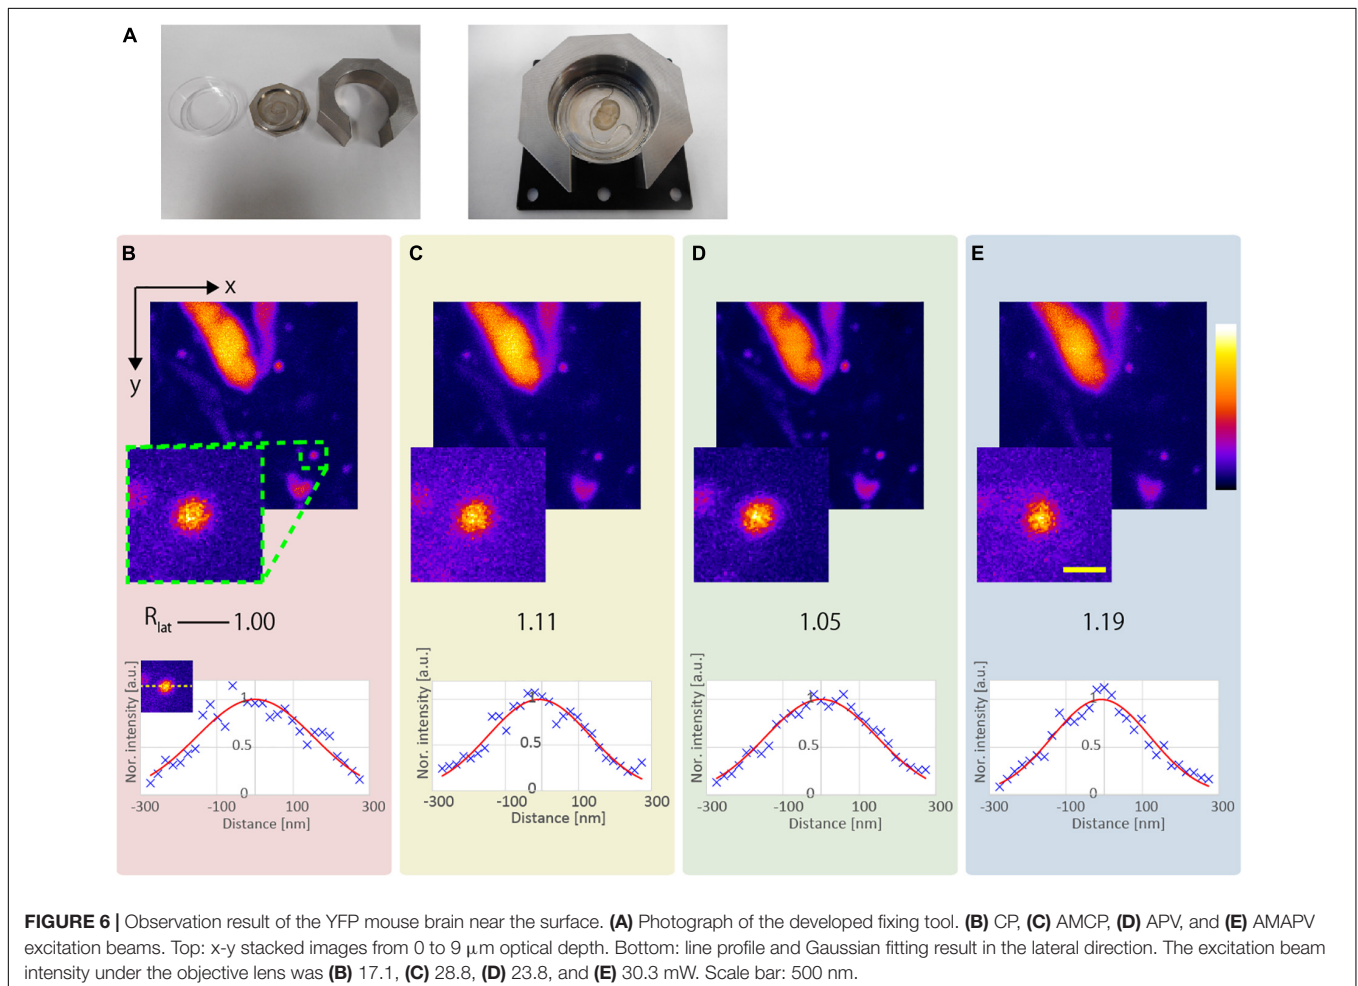 A
B
C
D
E
x
y
R lat 1.00
1.11
1.05
1.19
Nor. intensity [a.u.]
1
0.5
0
-300
-100
100
300
Distance [nm]
Nor. intensity [a.u.]
1
0.5
0
-300
-100
100
300
Distance [nm]
Nor. intensity [a.u.]
1
0.5
0
-300
-100
100
300
Distance [nm]
Nor. intensity [a.u.]
1
0.5
0
-300
-100
100
300
Distance [nm]
FIGURE 6 | Observation result of the YFP mouse brain near the surface. (A) Photograph of the developed fixing tool. (B) CP, (C) AMCP, (D) APV, and (E) AMAPV
excitation beams. Top: x-y stacked images from 0 to 9 μm optical depth. Bottom: line profile and Gaussian fitting result in the lateral direction. The excitation beam
intensity under the objective lens was (B) 17.1, (C) 28.8, (D) 23.8, and (E) 30.3 mW. Scale bar: 500 nm.